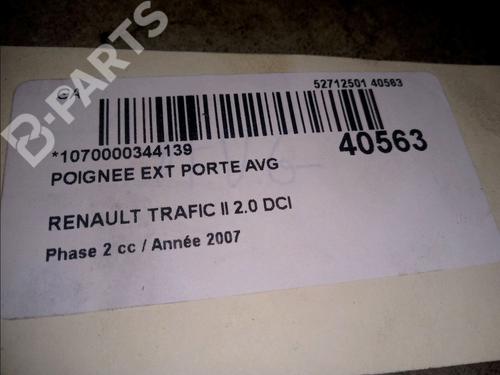 B-PARTS
GA
52712501 40563
*1070000344139
40563
POIGNEE EXT PORTE AVG
RENAULT TRAFIC II 2.0 DCI
Phase 2 cc / Année 2007